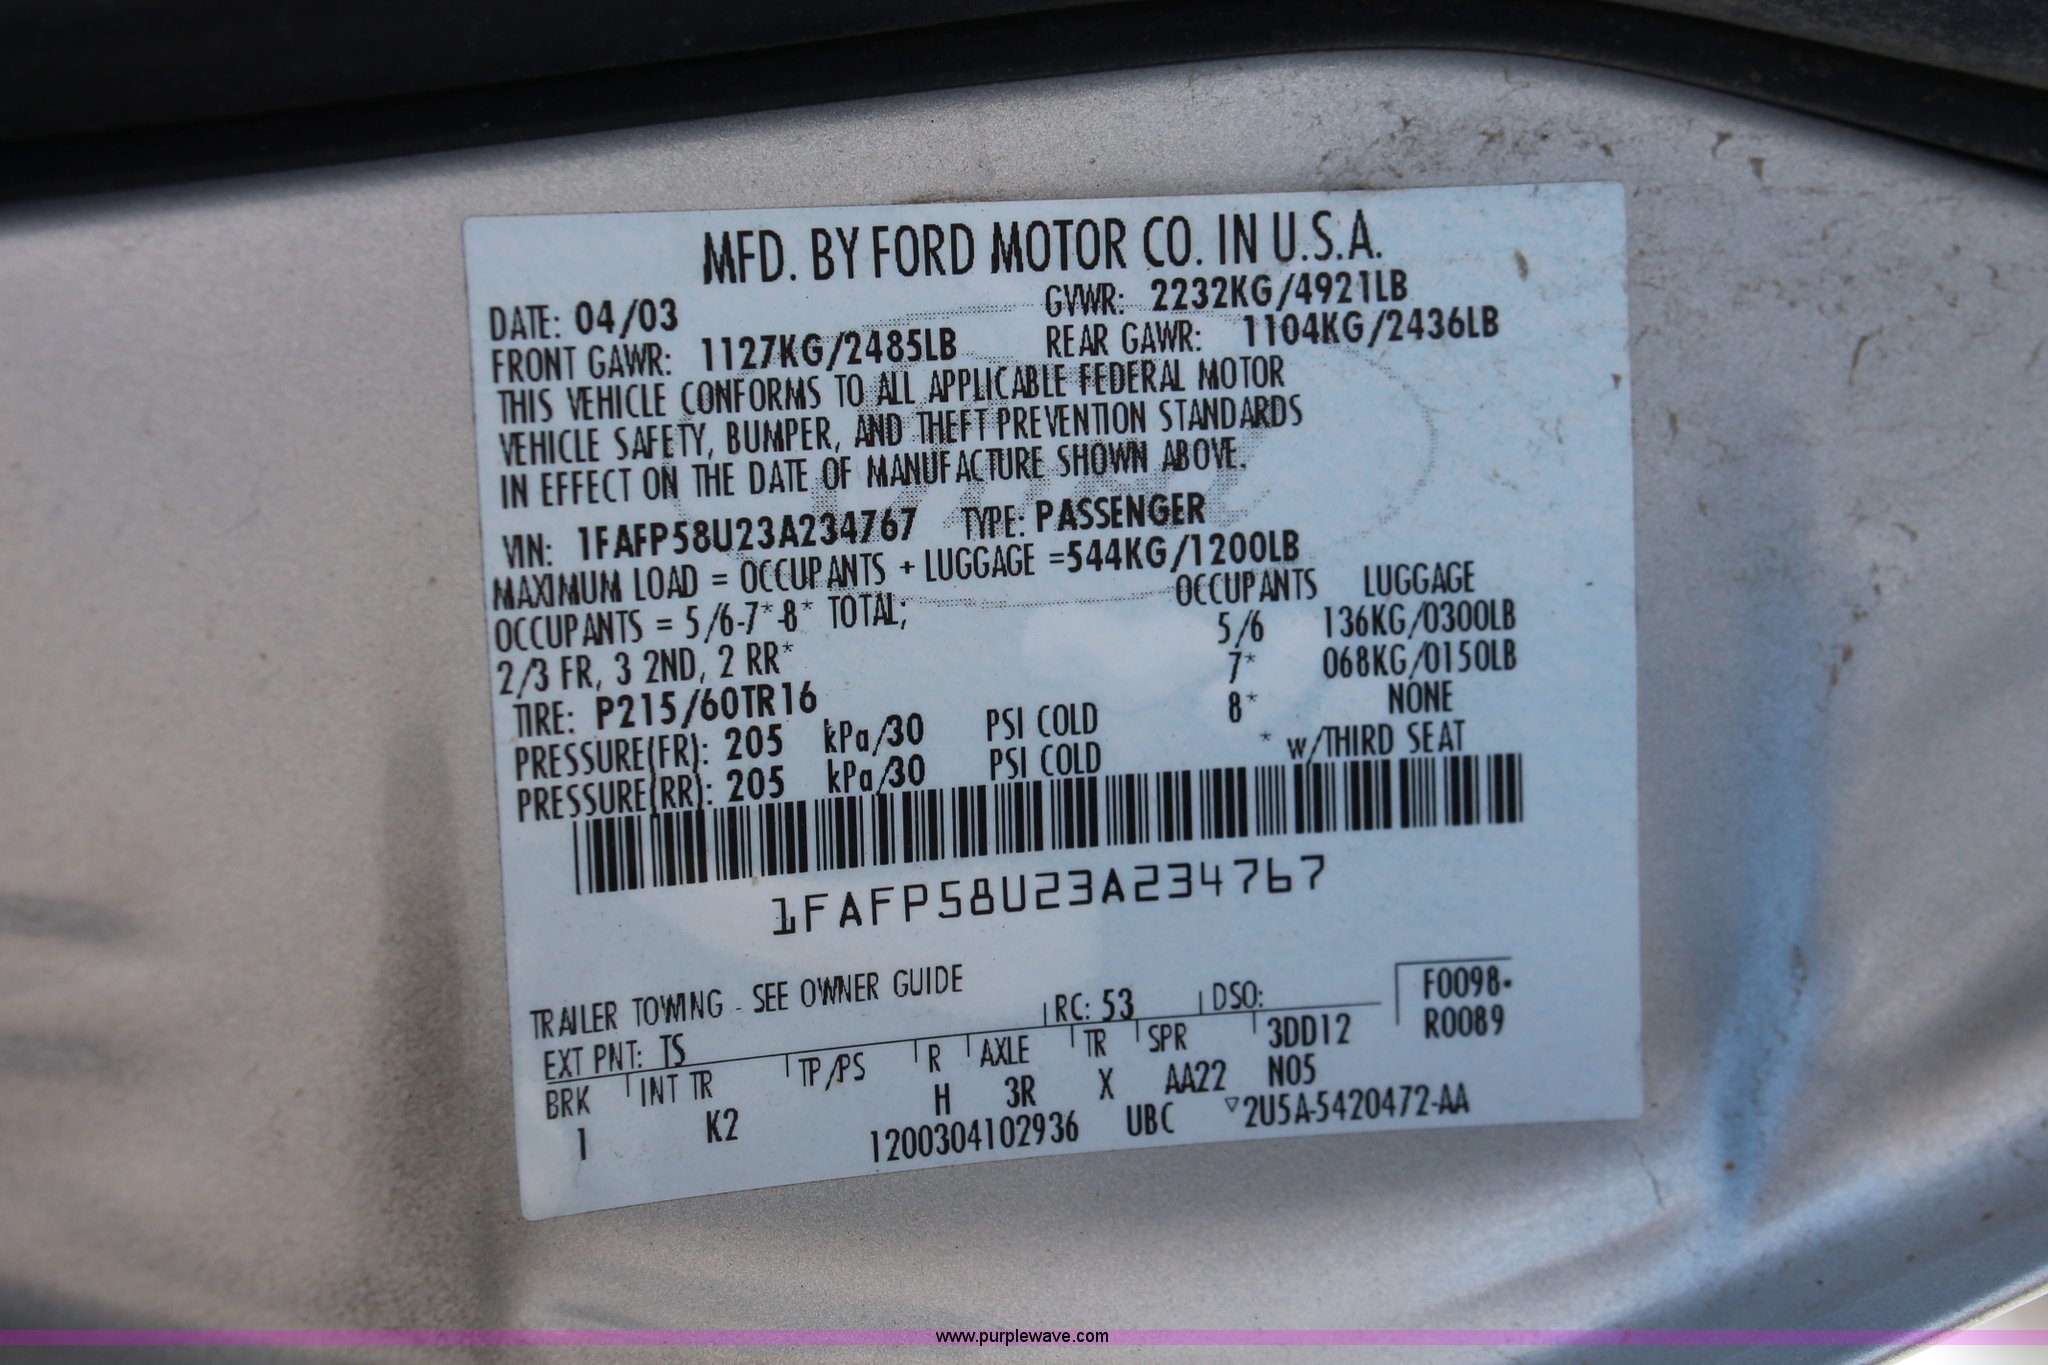 MFD. BY FORD MOTOR CO. IN U.S.A.
DATE: 04/03 GVWR: 2232KG/4921LB
FRONT GAWR: 1127KG/2485LB REAR GAWR: 1104KG/2436LB
THIS VEHICLE CONFORMS TO ALL APPLICABLE FEDERAL MOTOR
VEHICLE SAFETY, BUMPER, AND THEFT PREVENTION STANDARDS
IN EFFECT ON THE DATE OF MANUFACTURE SHOWN ABOVE.
VIN: 1FAFP58U23A234767 TYPE: PASSENGER
MAXIMUM LOAD = OCCUPANTS + LUGGAGE =544KG/1200LB
OCCUPANTS = 5/6-7*-8* TOTAL; OCCUPANTS LUGGAGE
2/3 FR, 3 2ND, 2 RR* 5/6 136KG/0300LB
7* 068KG/0150LB
TIRE: P215/60TR16 8* NONE
PRESSURE(FR): 205 kPa/30 PSI COLD * w/THIRD SEAT
PRESSURE(RR): 205 kPa/30 PSI COLD
1FAFP58U23A234767
TRAILER TOWING - SEE OWNER GUIDE
EXT PNT: TS RC: 53 DSO: F0098•
BRK INT TR TP/PS R AXLE TR SPR 3DD12 R0089
1 K2 H 3R X AA22 N05
1200304102936 UBC ▽2U5A-5420472-AA
www.purplewave.com